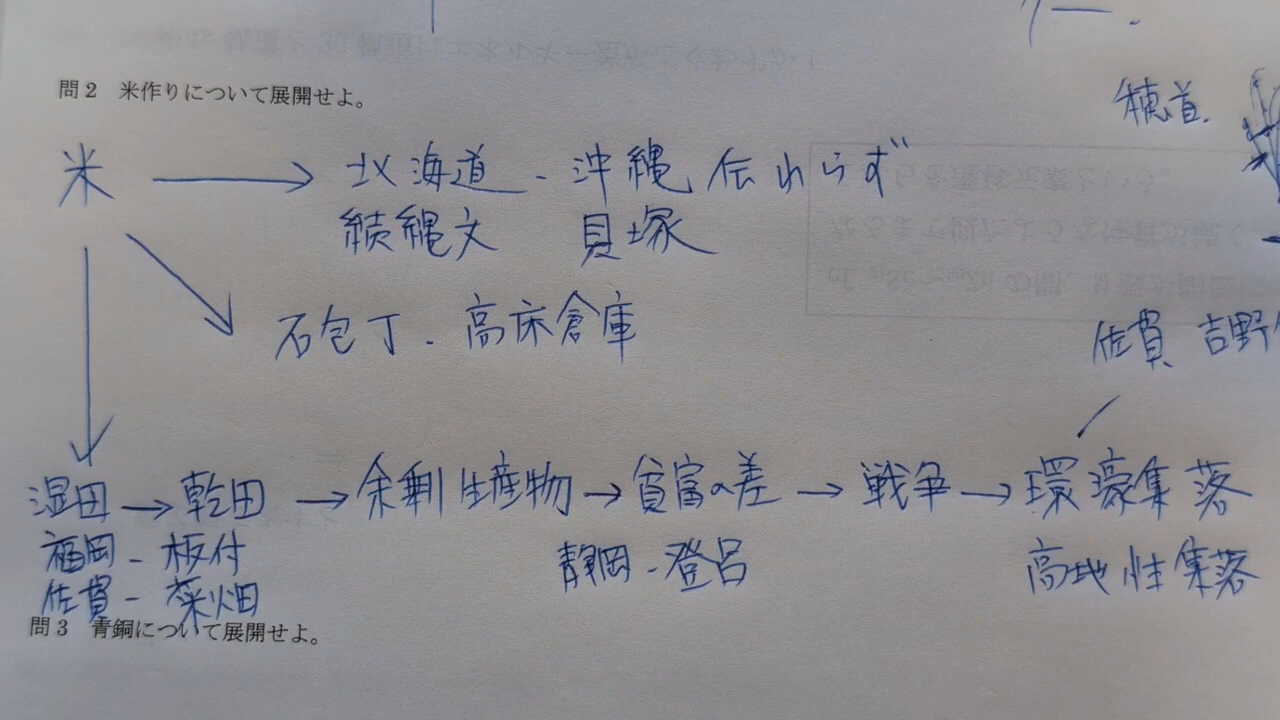 問2 米作りについて展開せよ。
穂首
米 → 北海道 - 沖縄 伝わらず
続縄文 貝塚
石包丁 - 高床倉庫
佐賀 吉野
湿田 → 乾田 → 余剰生産物 → 貧富の差 → 戦争 → 環濠集落
福岡 - 板付 静岡 - 登呂 高地性集落
佐賀 - 菜畑
問3 青銅について展開せよ。